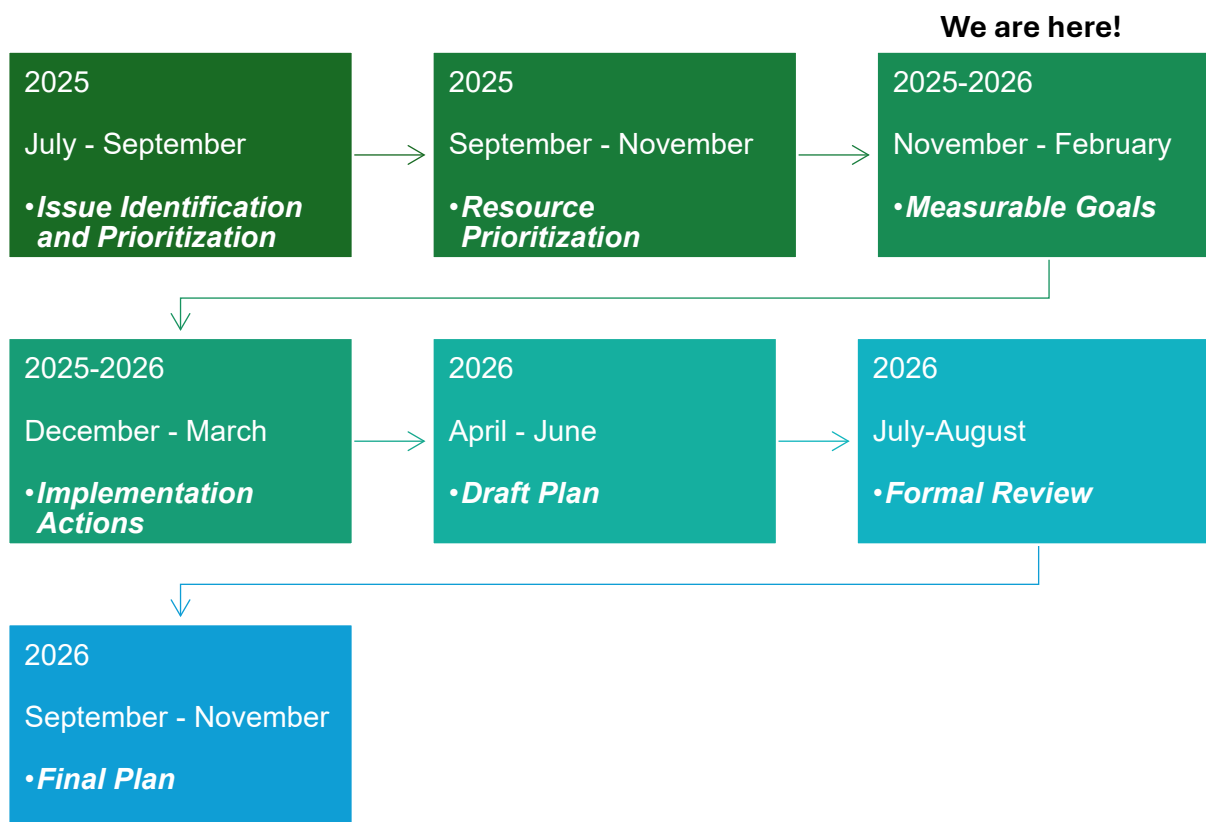 We are here!
2025
July - September
•Issue Identification
and Prioritization
2025
September - November
•Resource
Prioritization
2025-2026
November - February
•Measurable Goals
2025-2026
December - March
•Implementation
Actions
2026
April - June
•Draft Plan
2026
July-August
•Formal Review
2026
September - November
•Final Plan